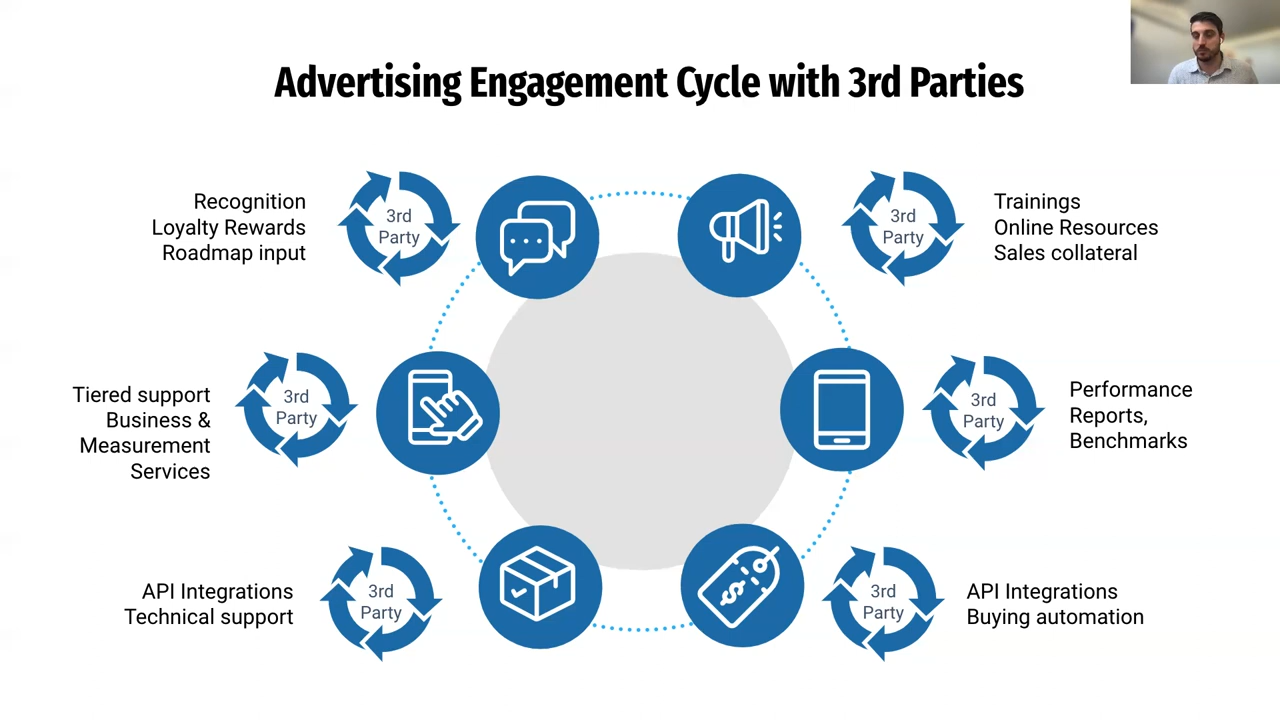 Advertising Engagement Cycle with 3rd Parties
Recognition
Loyalty Rewards
Roadmap input
3rd
Party
3rd
Party
Trainings
Online Resources
Sales collateral
Tiered support
Business &
Measurement
Services
3rd
Party
3rd
Party
Performance
Reports,
Benchmarks
API Integrations
Technical support
3rd
Party
$
3rd
Party
API Integrations
Buying automation